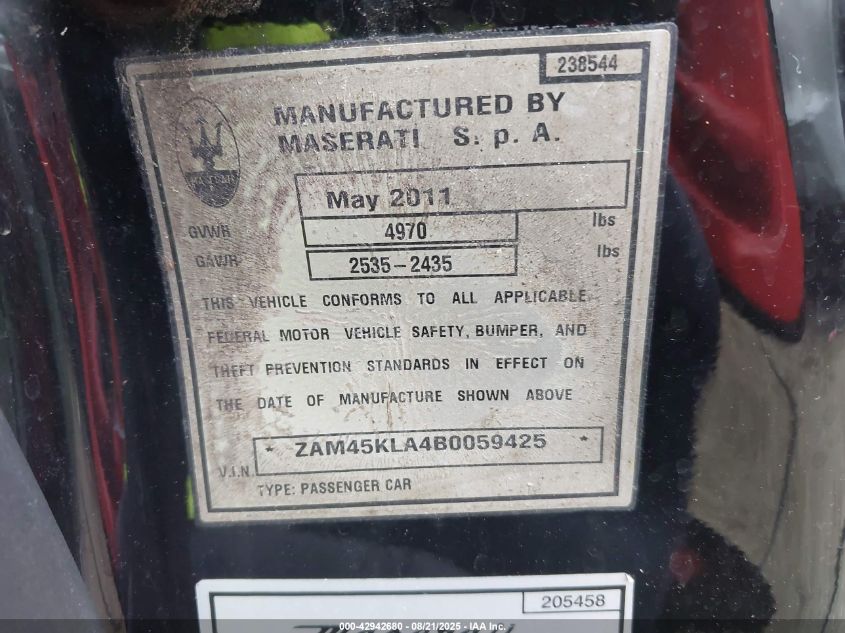 238544
MANUFACTURED BY
MASERATI S. p. A.
May 2011
GVWR 4970 lbs
GAWR 2535-2435 lbs
THIS VEHICLE CONFORMS TO ALL APPLICABLE
FEDERAL MOTOR VEHICLE SAFETY, BUMPER, AND
THEFT PREVENTION STANDARDS IN EFFECT ON
THE DATE OF MANUFACTURE SHOWN ABOVE
V.I.N * ZAM45KLA4B0059425 *
TYPE: PASSENGER CAR
205458
000-42942680 - 08/21/2025 - IAA Inc.